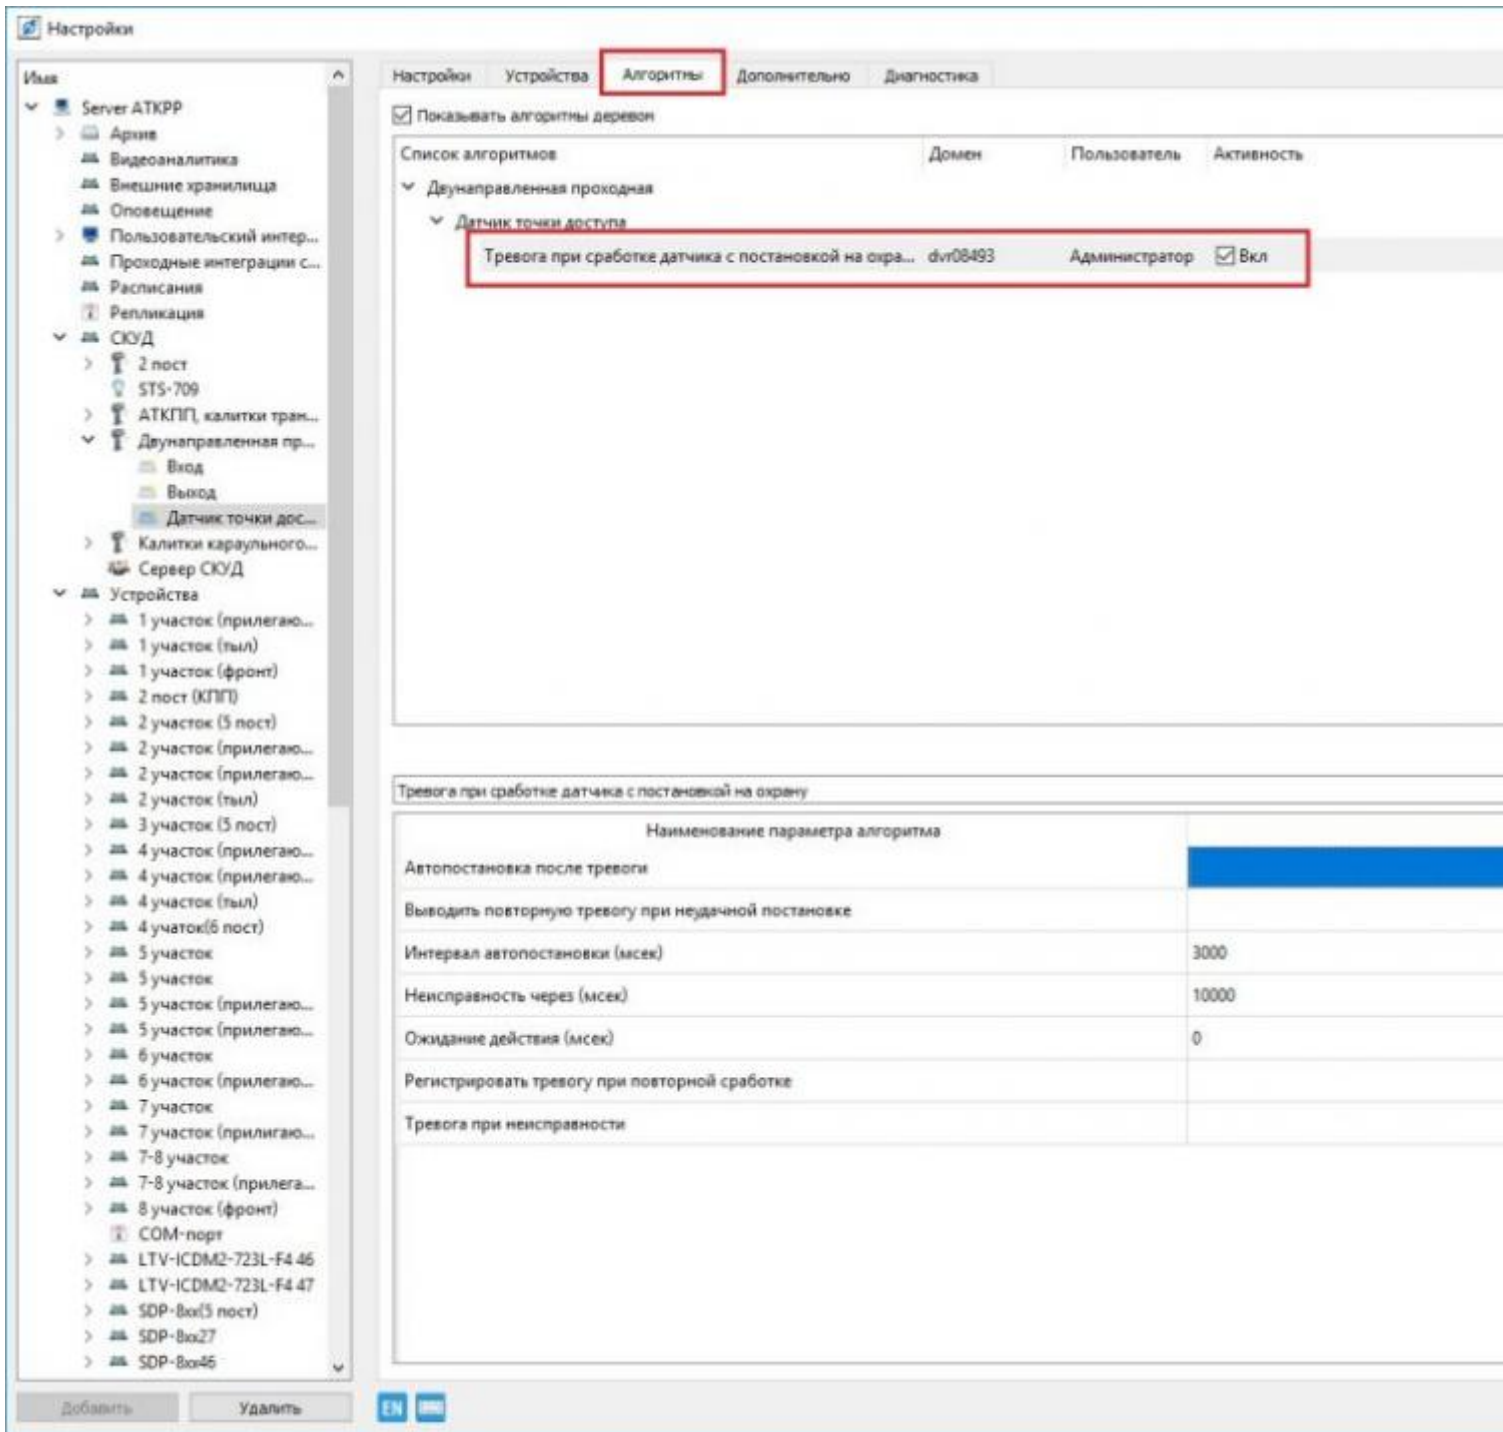 Настройки
Имя
Server АТКРР
Архив
Видеоаналитика
Внешние хранилища
Оповещение
Пользовательский интер...
Проходные интеграции с...
Расписания
Репликация
СКУД
2 пост
STS-709
АТКПП, калитки тран...
Двунаправленная пр...
Вход
Выход
Датчик точки дос...
Калитки караульного...
Сервер СКУД
Устройства
1 участок (прилегаю...
1 участок (тыл)
1 участок (фронт)
2 пост (КПП)
2 участок (5 пост)
2 участок (прилегаю...
2 участок (прилегаю...
2 участок (тыл)
3 участок (5 пост)
4 участок (прилегаю...
4 участок (прилегаю...
4 участок (тыл)
4 учаток(6 пост)
5 участок
5 участок
5 участок (прилегаю...
5 участок (прилегаю...
6 участок
6 участок (прилегаю...
7 участок
7 участок (прилигаю...
7-8 участок
7-8 участок (прилега...
8 участок (фронт)
COM-порт
LTV-ICDM2-723L-F4 46
LTV-ICDM2-723L-F4 47
SDP-8xx(5 пост)
SDP-8xx27
SDP-8xx46
Добавить Удалить
Настройки Устройства Алгоритмы Дополнительно Диагностика
Показывать алгоритмы деревом
Список алгоритмов Домен Пользователь Активность
Двунаправленная проходная
Датчик точки доступа
Тревога при сработке датчика с постановкой на охра... dvr08493 Администратор Вкл
Тревога при сработке датчика с постановкой на охрану
Наименование параметра алгоритма
Автопостановка после тревоги
Выводить повторную тревогу при неудачной постановке
Интервал автопостановки (мсек) 3000
Неисправность через (мсек) 10000
Ожидание действия (мсек) 0
Регистрировать тревогу при повторной сработке
Тревога при неисправности
EN